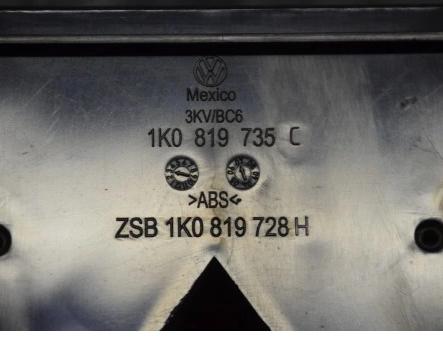 Mexico
3KV/BC6
1K0 819 735 C
>ABS<
ZSB 1K0 819 728 H